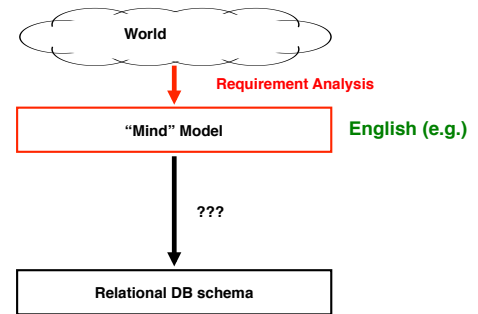 World
Requirement Analysis
“Mind” Model
English (e.g.)
???
Relational DB schema